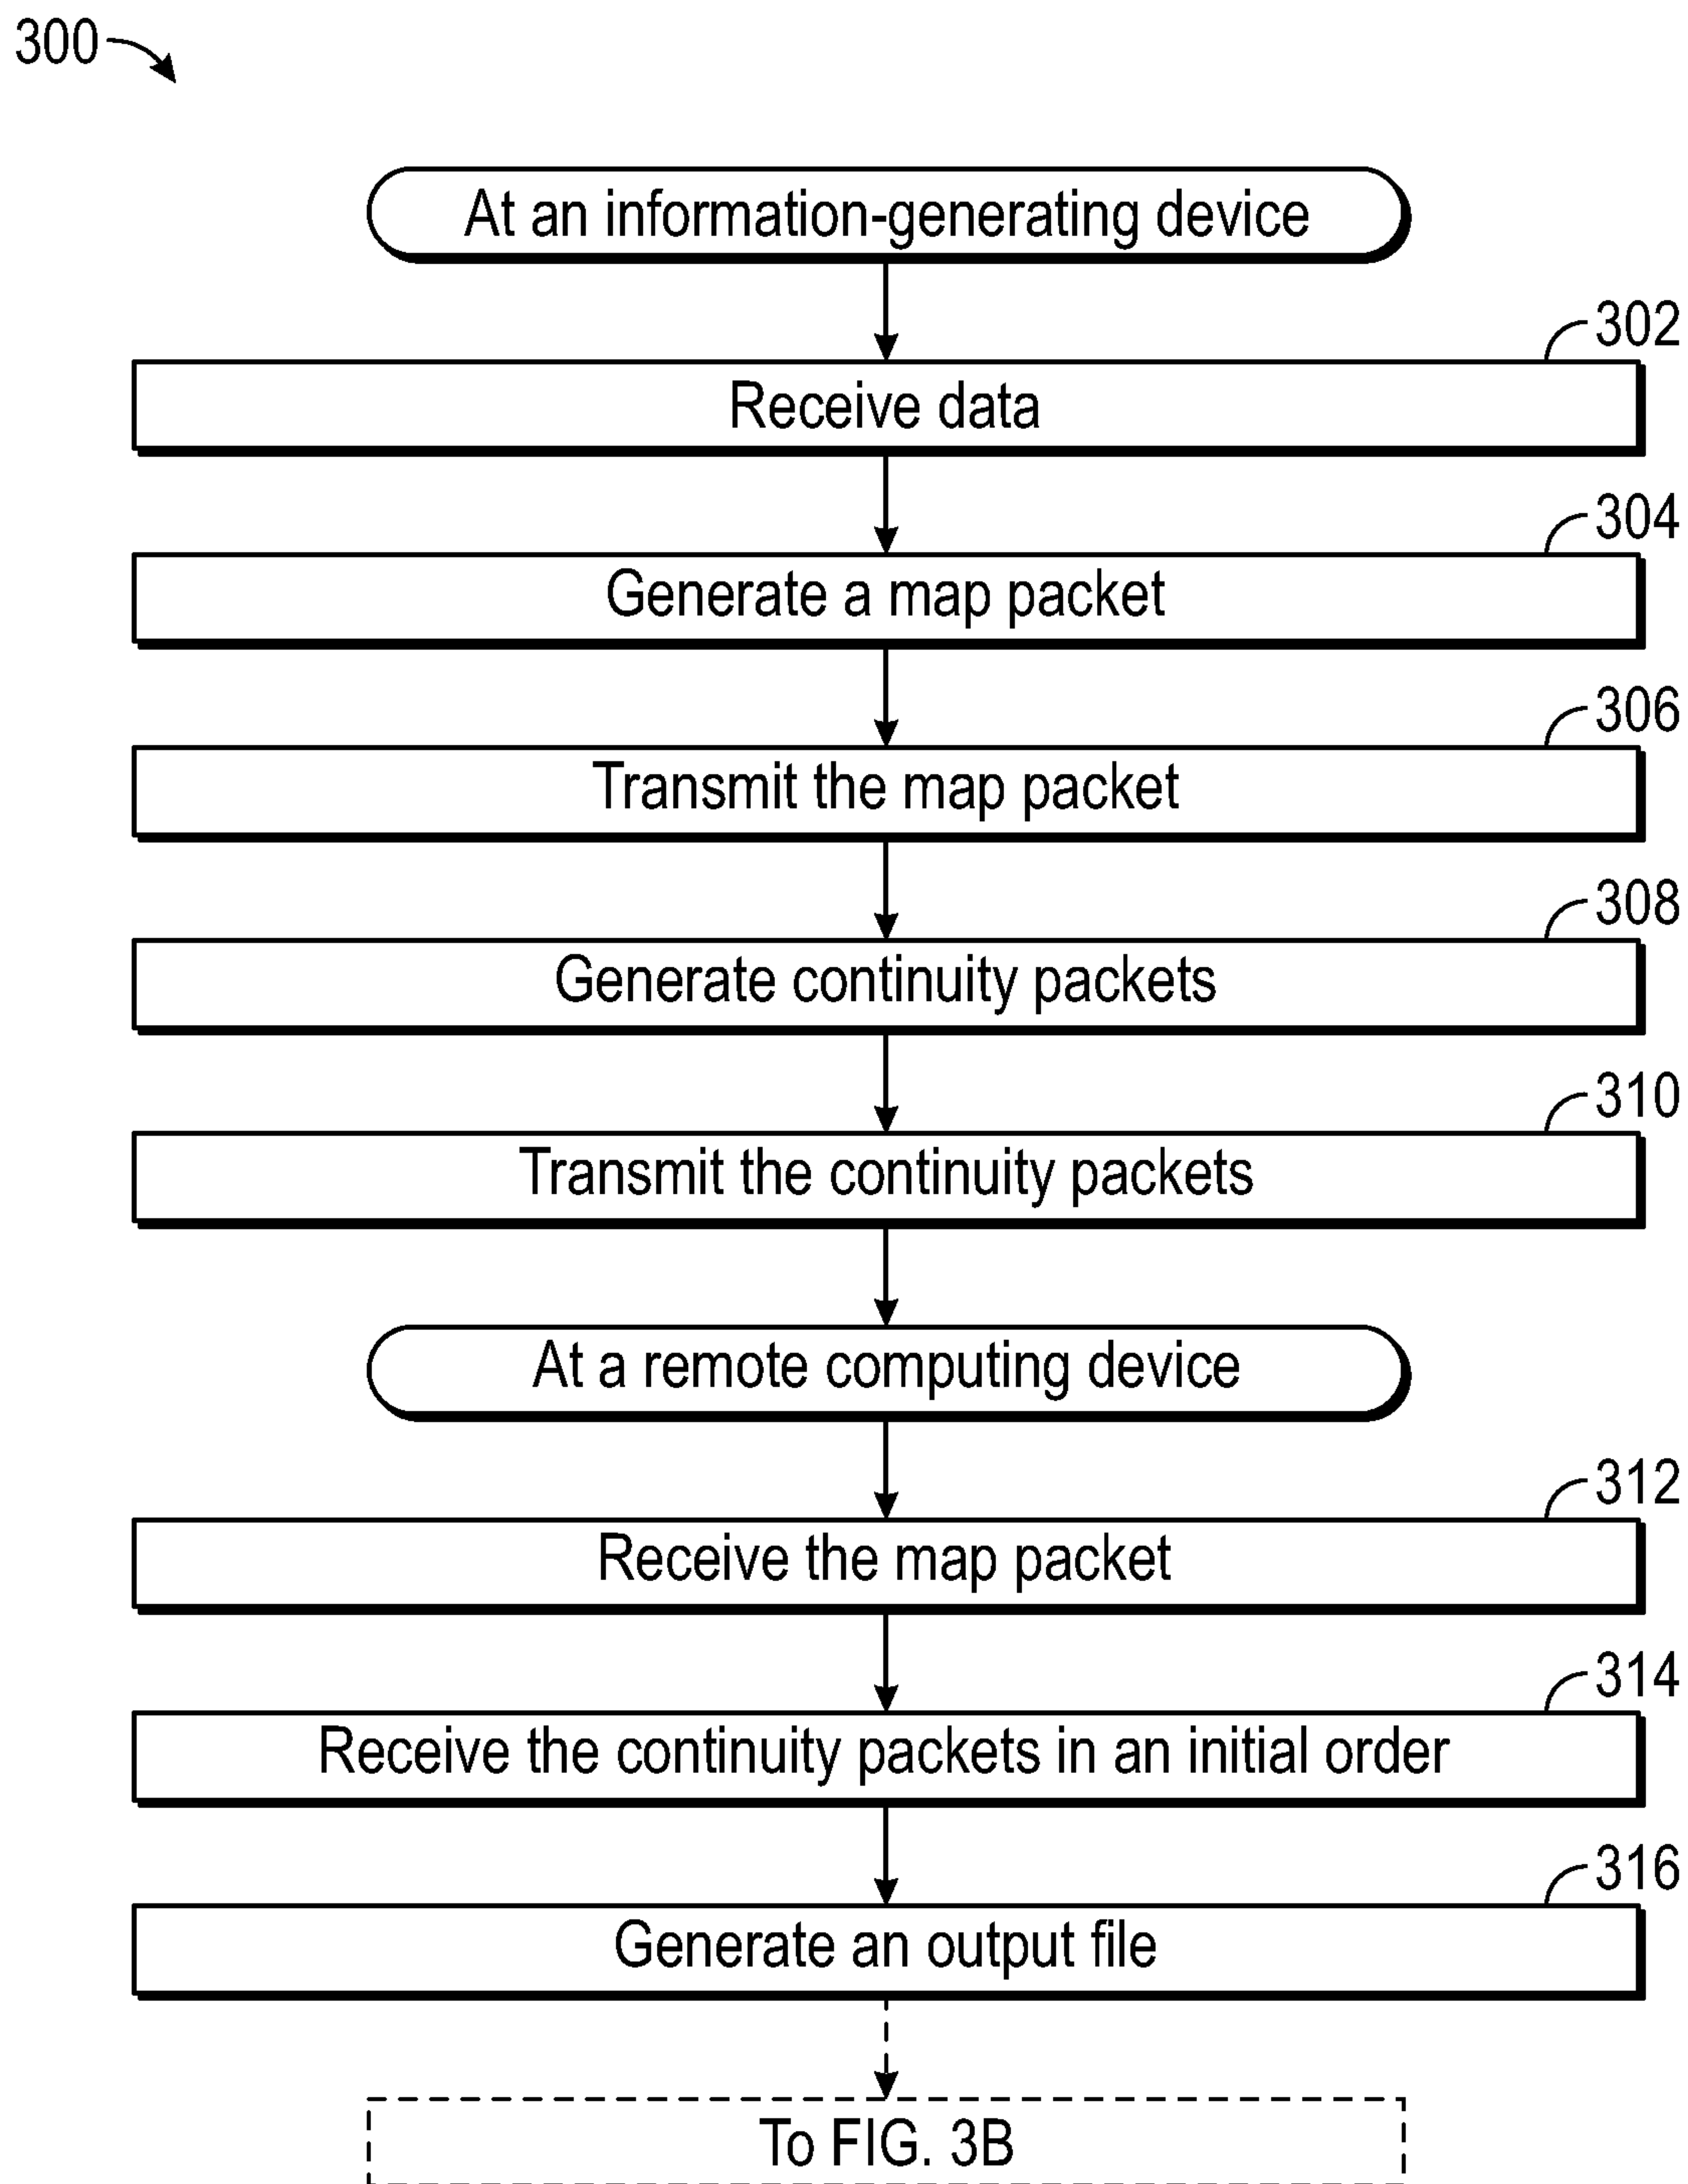 300
At an information-generating device
302
Receive data
304
Generate a map packet
306
Transmit the map packet
308
Generate continuity packets
310
Transmit the continuity packets
At a remote computing device
312
Receive the map packet
314
Receive the continuity packets in an initial order
316
Generate an output file
To FIG. 3B